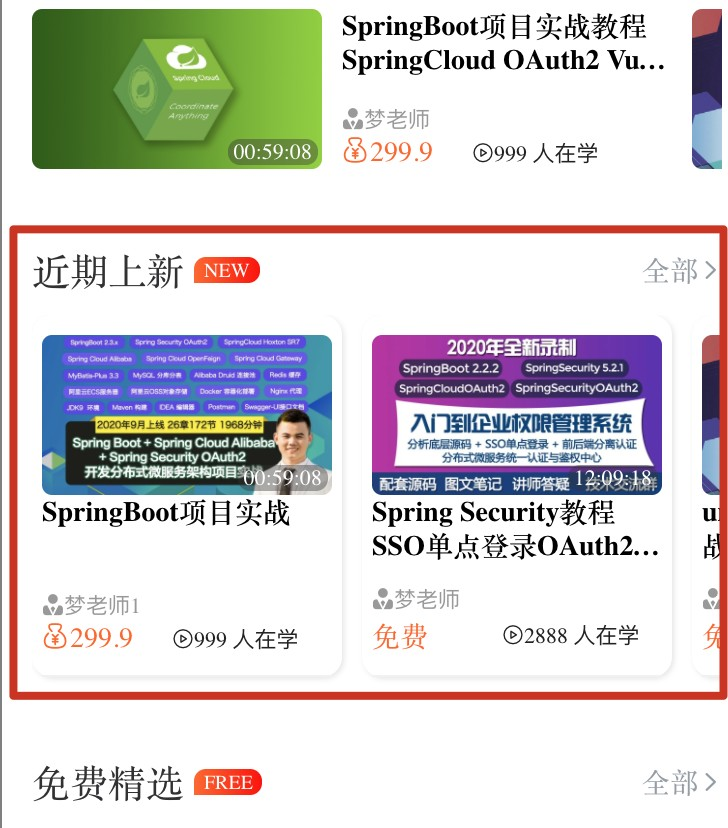 Spring Cloud
Coordinate
Anything
00:59:08
SpringBoot项目实战教程
SpringCloud OAuth2 Vu...
梦老师
299.9
999 人在学
近期上新
NEW
全部
SpringBoot 2.3.x
Spring Security OAuth2
SpringCloud Hoxton SR7
Spring Cloud Alibaba
Spring Cloud OpenFeign
Spring Cloud Gateway
MyBatis-Plus 3.3
MySQL 分库分表
Alibaba Druid 连接池
Redis 缓存
阿里云ECS服务器
阿里云OSS对象存储
Docker 容器化部署
Nginx 代理
JDK9 环境
Maven 构建
IDEA 编辑器
Postman
Swagger-UI接口文档
2020年9月上线 26章172节 1968分钟
Spring Boot + Spring Cloud Alibaba
+ Spring Security OAuth2
开发分布式微服务架构项目实战
00:59:08
SpringBoot项目实战
梦老师1
299.9
999 人在学
2020年全新录制
SpringBoot 2.2.2
SpringSecurity 5.2.1
SpringCloudOAuth2
SpringSecurityOAuth2
入门到企业权限管理系统
分析底层源码 + SSO单点登录 + 前后端分离认证
分布式微服务统一认证与鉴权中心
配套源码 图文笔记 讲师答疑 技术交流群
12:09:18
Spring Security教程
SSO单点登录OAuth2...
梦老师
免费
2888 人在学
战
免费精选
FREE
全部